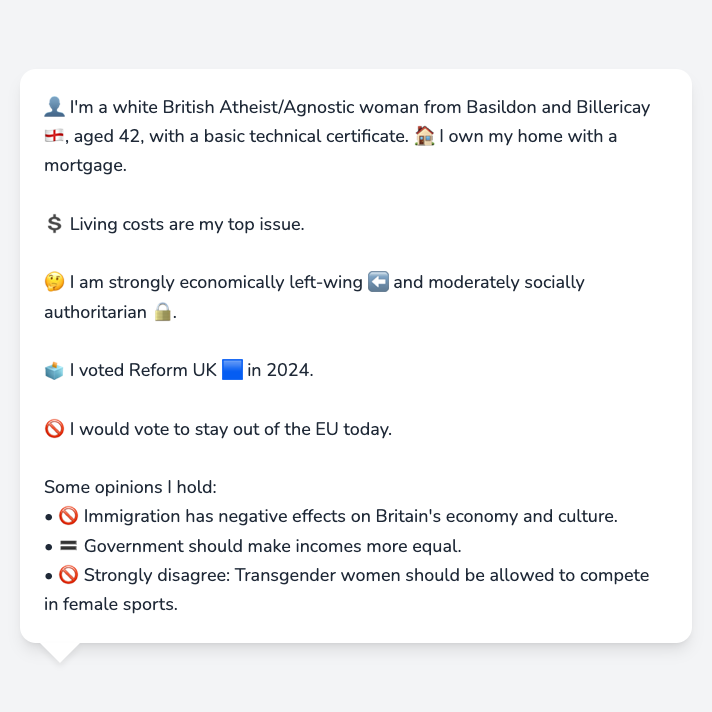 👤 I'm a white British Atheist/Agnostic woman from Basildon and Billericay
🏴󠁧󠁢󠁥󠁮󠁧󠁿, aged 42, with a basic technical certificate. 🏠 I own my home with a
mortgage.
💲 Living costs are my top issue.
🤔 I am strongly economically left-wing ⬅️ and moderately socially
authoritarian 🔒.
🗳️ I voted Reform UK 🟦 in 2024.
🚫 I would vote to stay out of the EU today.
Some opinions I hold:
• 🚫 Immigration has negative effects on Britain's economy and culture.
• 🟰 Government should make incomes more equal.
• 🚫 Strongly disagree: Transgender women should be allowed to compete
in female sports.